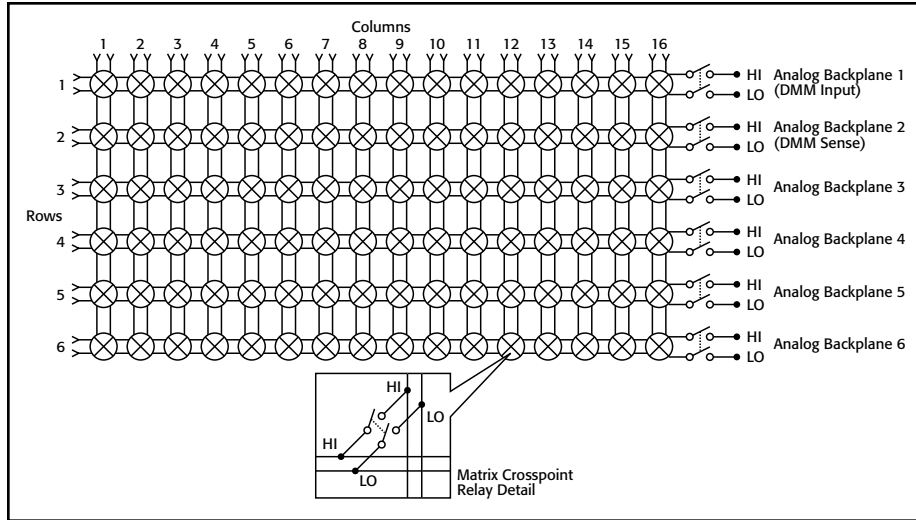 Columns
1 2 3 4 5 6 7 8 9 10 11 12 13 14 15 16
1
HI
LO
Analog Backplane 1
(DMM Input)
2
HI
LO
Analog Backplane 2
(DMM Sense)
3
HI
LO
Analog Backplane 3
Rows
4
HI
LO
Analog Backplane 4
5
HI
LO
Analog Backplane 5
6
HI
LO
Analog Backplane 6
HI
LO
HI
LO
Matrix Crosspoint
Relay Detail